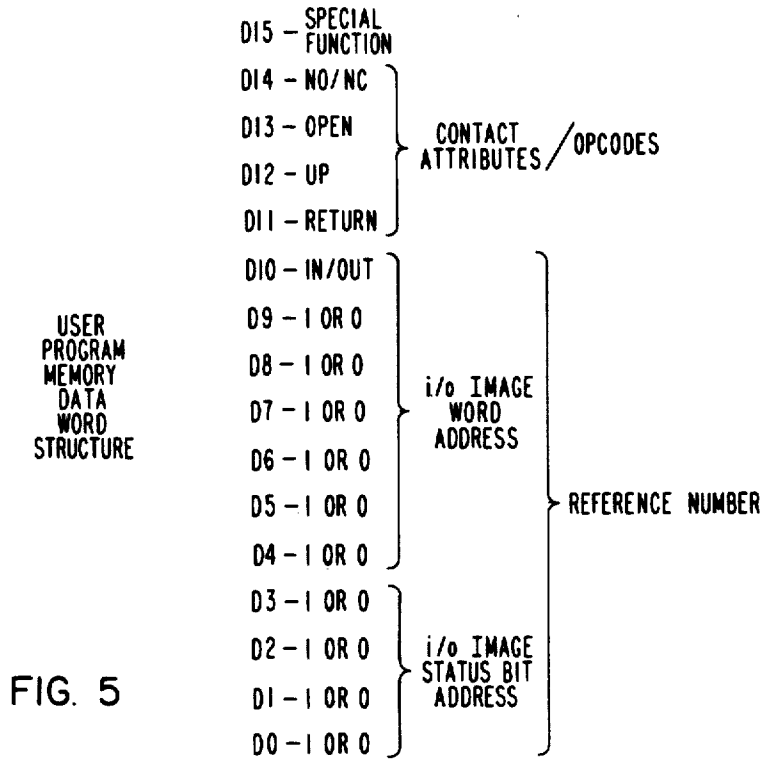 D15 – SPECIAL
FUNCTION
D14 – NO/NC
D13 – OPEN
D12 – UP
D11 – RETURN
CONTACT
ATTRIBUTES / OPCODES
D10 – IN/OUT
D9 – 1 OR 0
D8 – 1 OR 0
D7 – 1 OR 0
D6 – 1 OR 0
D5 – 1 OR 0
D4 – 1 OR 0
i/o IMAGE
WORD
ADDRESS
D3 – 1 OR 0
D2 – 1 OR 0
D1 – 1 OR 0
D0 – 1 OR 0
i/o IMAGE
STATUS BIT
ADDRESS
REFERENCE NUMBER
USER
PROGRAM
MEMORY
DATA
WORD
STRUCTURE
FIG. 5